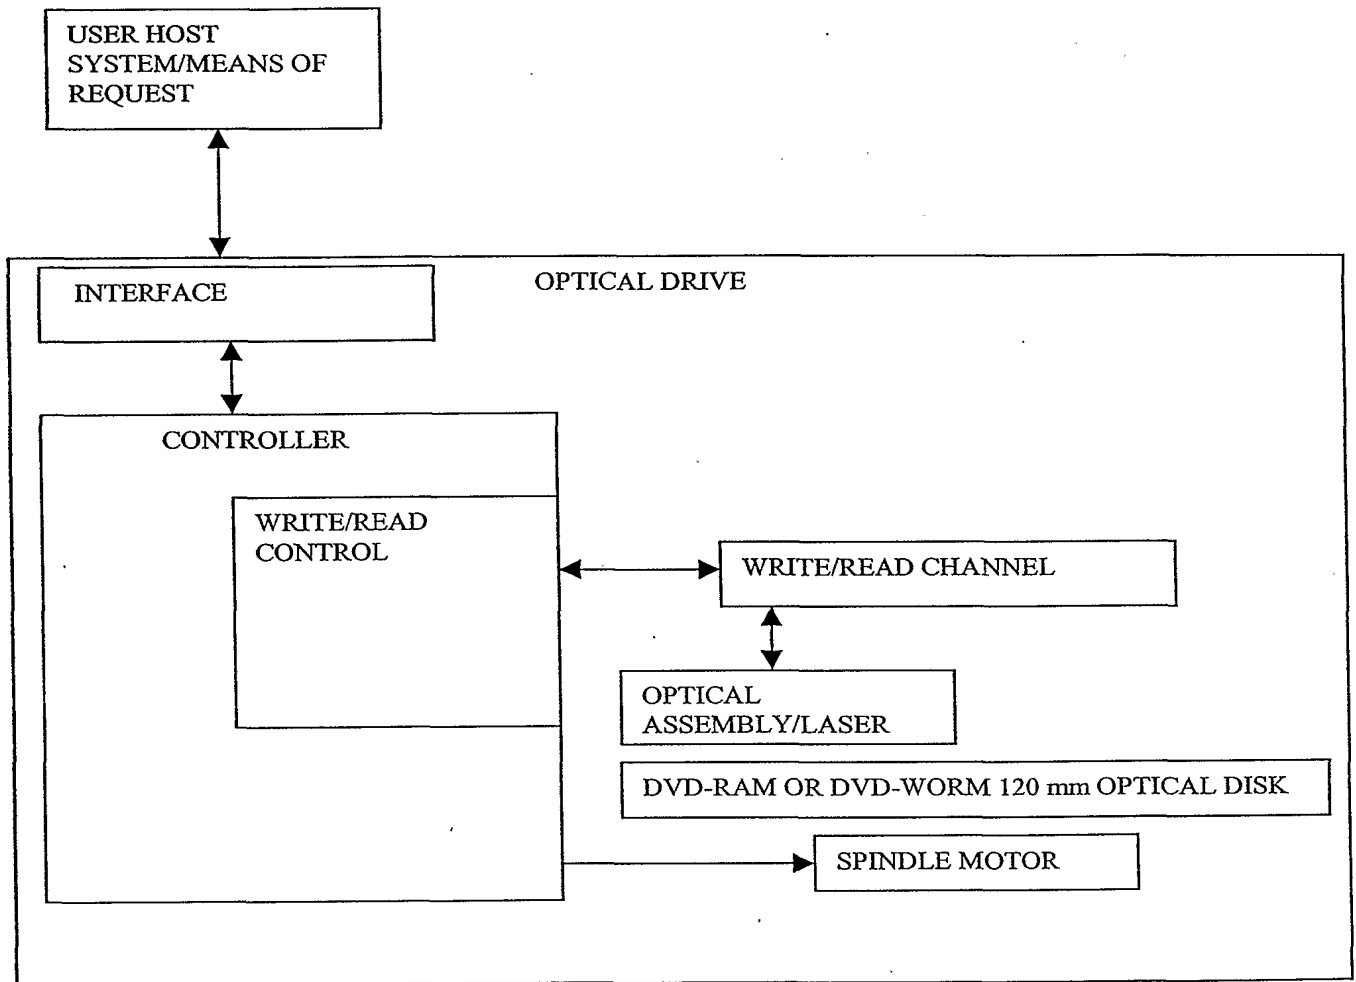 USER HOST
SYSTEM/MEANS OF
REQUEST
INTERFACE
OPTICAL DRIVE
CONTROLLER
WRITE/READ
CONTROL
WRITE/READ CHANNEL
OPTICAL
ASSEMBLY/LASER
DVD-RAM OR DVD-WORM 120 mm OPTICAL DISK
SPINDLE MOTOR